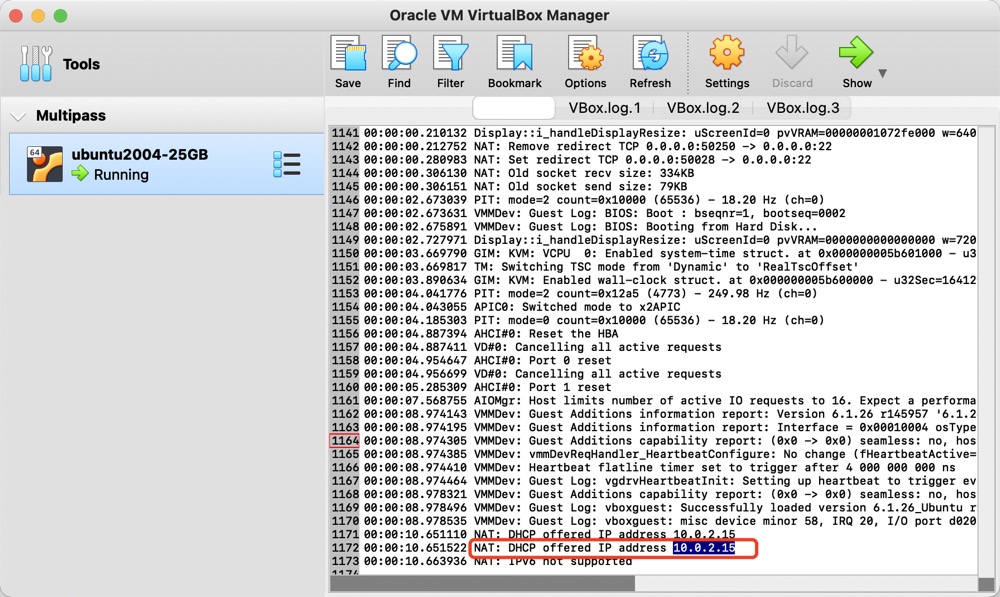 Oracle VM VirtualBox Manager
Tools
Save
Find
Filter
Bookmark
Options
Refresh
Settings
Discard
Show
Multipass
64
ubuntu2004-25GB
Running
VBox.log.1
VBox.log.2
VBox.log.3
1141 00:00:00.210132 Display::i_handleDisplayResize: uScreenId=0 pvVRAM=00000001072fe000 w=640
1142 00:00:00.212752 NAT: Remove redirect TCP 0.0.0.0:50250 -> 0.0.0.0:22
1143 00:00:00.280983 NAT: Set redirect TCP 0.0.0.0:50028 -> 0.0.0.0:22
1144 00:00:00.306130 NAT: Old socket recv size: 334KB
1145 00:00:00.306151 NAT: Old socket send size: 79KB
1146 00:00:02.673039 PIT: mode=2 count=0x10000 (65536) - 18.20 Hz (ch=0)
1147 00:00:02.673631 VMMDev: Guest Log: BIOS: Boot : bseqnr=1, bootseq=0002
1148 00:00:02.675891 VMMDev: Guest Log: BIOS: Booting from Hard Disk...
1149 00:00:02.727971 Display::i_handleDisplayResize: uScreenId=0 pvVRAM=0000000000000000 w=720
1150 00:00:03.669790 GIM: KVM: VCPU  0: Enabled system-time struct. at 0x000000005b601000 - u3
1151 00:00:03.669817 TM: Switching TSC mode from 'Dynamic' to 'RealTscOffset'
1152 00:00:03.890634 GIM: KVM: Enabled wall-clock struct. at 0x000000005b600000 - u32Sec=16412
1153 00:00:04.041776 PIT: mode=2 count=0x12a5 (4773) - 249.98 Hz (ch=0)
1154 00:00:04.043055 APIC0: Switched mode to x2APIC
1155 00:00:04.185303 PIT: mode=0 count=0x10000 (65536) - 18.20 Hz (ch=0)
1156 00:00:04.887394 AHCI#0: Reset the HBA
1157 00:00:04.887411 VD#0: Cancelling all active requests
1158 00:00:04.954647 AHCI#0: Port 0 reset
1159 00:00:04.956699 VD#0: Cancelling all active requests
1160 00:00:05.285309 AHCI#0: Port 1 reset
1161 00:00:07.568755 AIOMgr: Host limits number of active IO requests to 16. Expect a performa
1162 00:00:08.974143 VMMDev: Guest Additions information report: Version 6.1.26 r145957 '6.1.2
1163 00:00:08.974195 VMMDev: Guest Additions information report: Interface = 0x00010004 osType
1164 00:00:08.974305 VMMDev: Guest Additions capability report: (0x0 -> 0x0) seamless: no, hos
1165 00:00:08.974385 VMMDev: vmmDevReqHandler_HeartbeatConfigure: No change (fHeartbeatActive=
1166 00:00:08.974410 VMMDev: Heartbeat flatline timer set to trigger after 4 000 000 000 ns
1167 00:00:08.974464 VMMDev: Guest Log: vgdrvHeartbeatInit: Setting up heartbeat to trigger ev
1168 00:00:08.978321 VMMDev: Guest Additions capability report: (0x0 -> 0x0) seamless: no, hos
1169 00:00:08.978496 VMMDev: Guest Log: vboxguest: Successfully loaded version 6.1.26_Ubuntu r
1170 00:00:08.978535 VMMDev: Guest Log: vboxguest: misc device minor 58, IRQ 20, I/O port d020
1171 00:00:10.651110 NAT: DHCP offered IP address 10.0.2.15
1172 00:00:10.651522 NAT: DHCP offered IP address 10.0.2.15
1173 00:00:10.663936 NAT: IPv6 not supported
1174